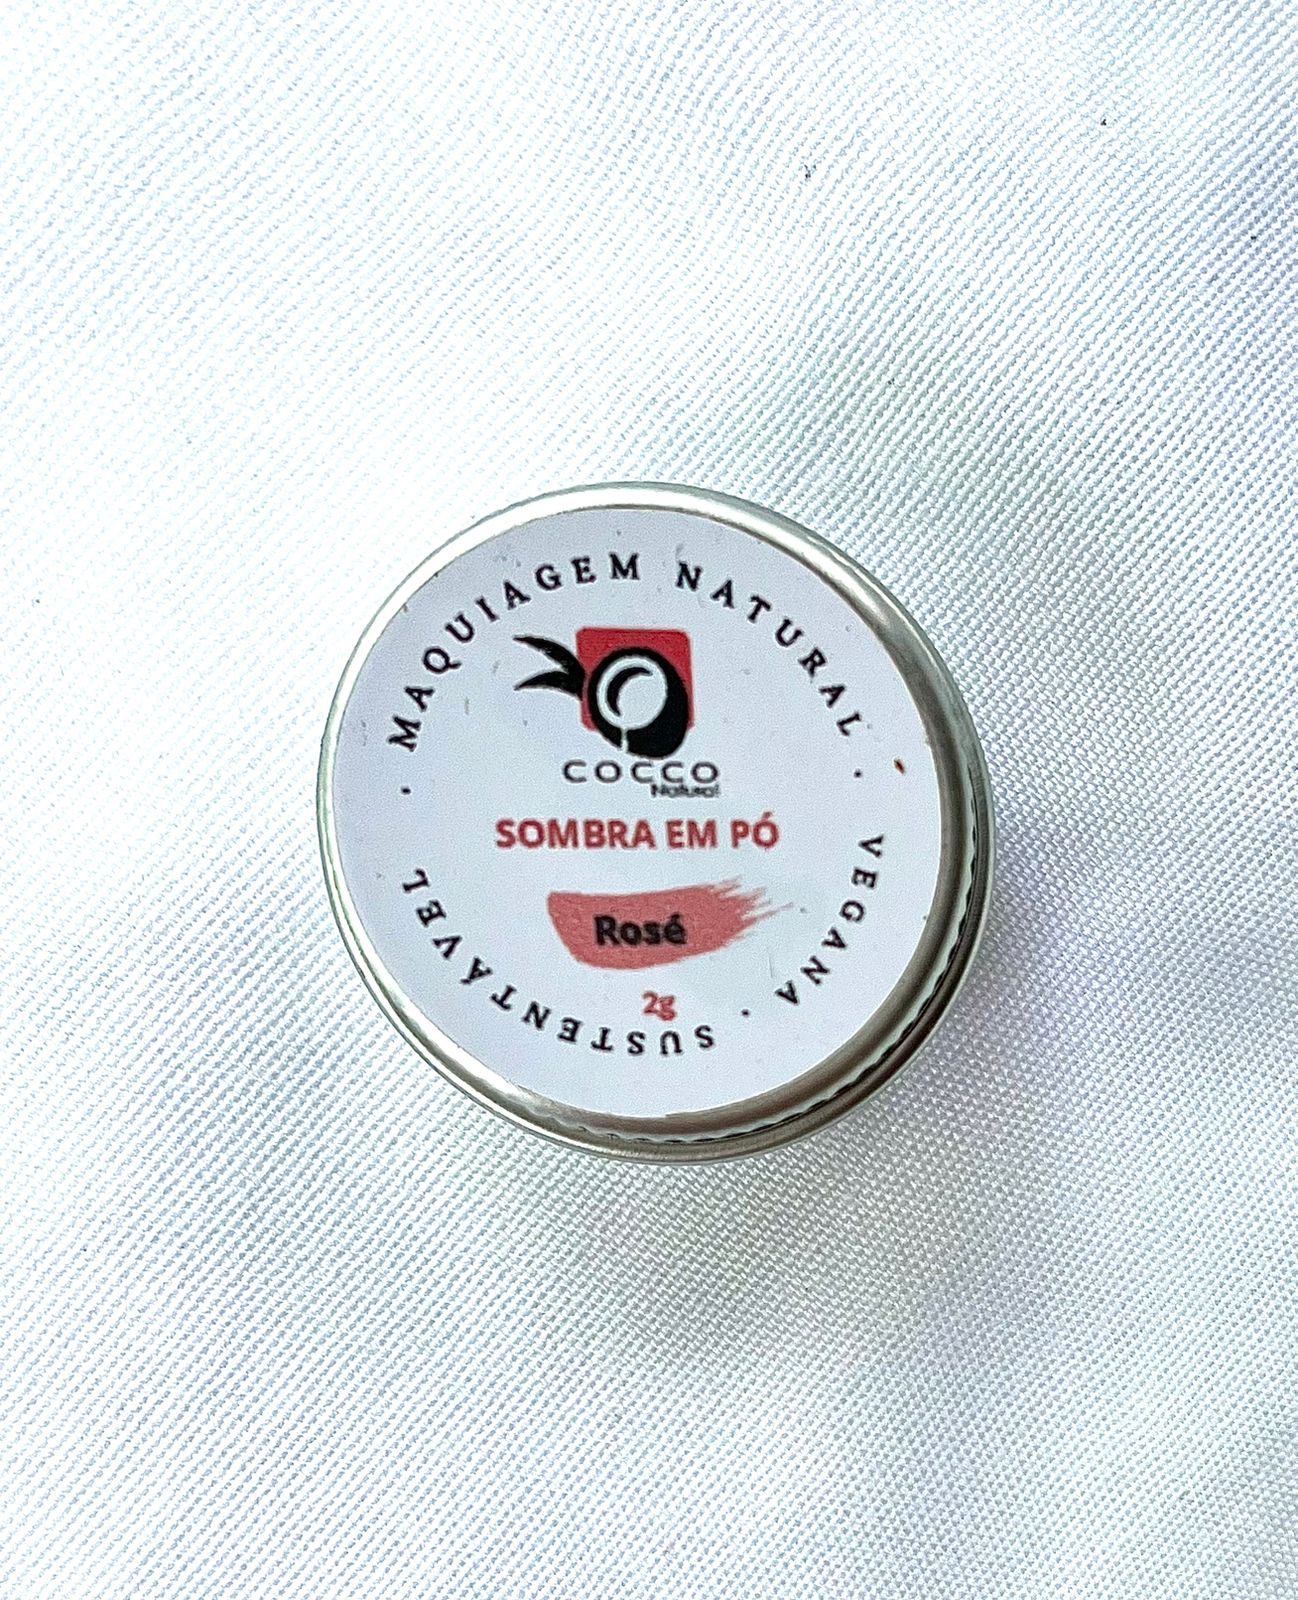 · MAQUIAGEM NATURAL · VEGANA · SUSTENTÁVEL
COCCO
Natural
SOMBRA EM PÓ
Rosé
2g